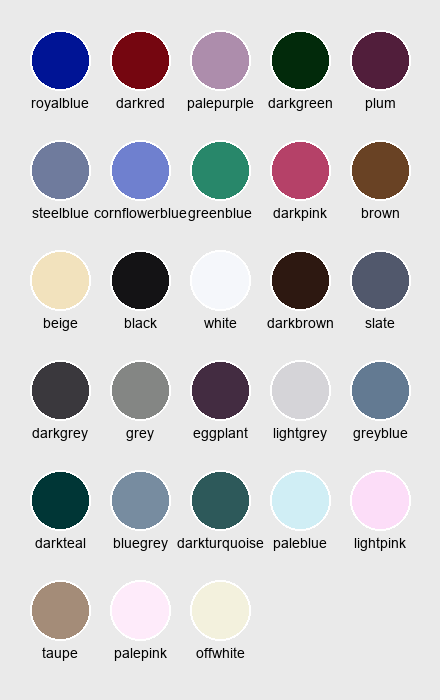 royalblue darkred palepurple darkgreen plum
steelblue cornflowerblue greenblue darkpink brown
beige black white darkbrown slate
darkgrey grey eggplant lightgrey greyblue
darkteal bluegrey darkturquoise paleblue lightpink
taupe palepink offwhite